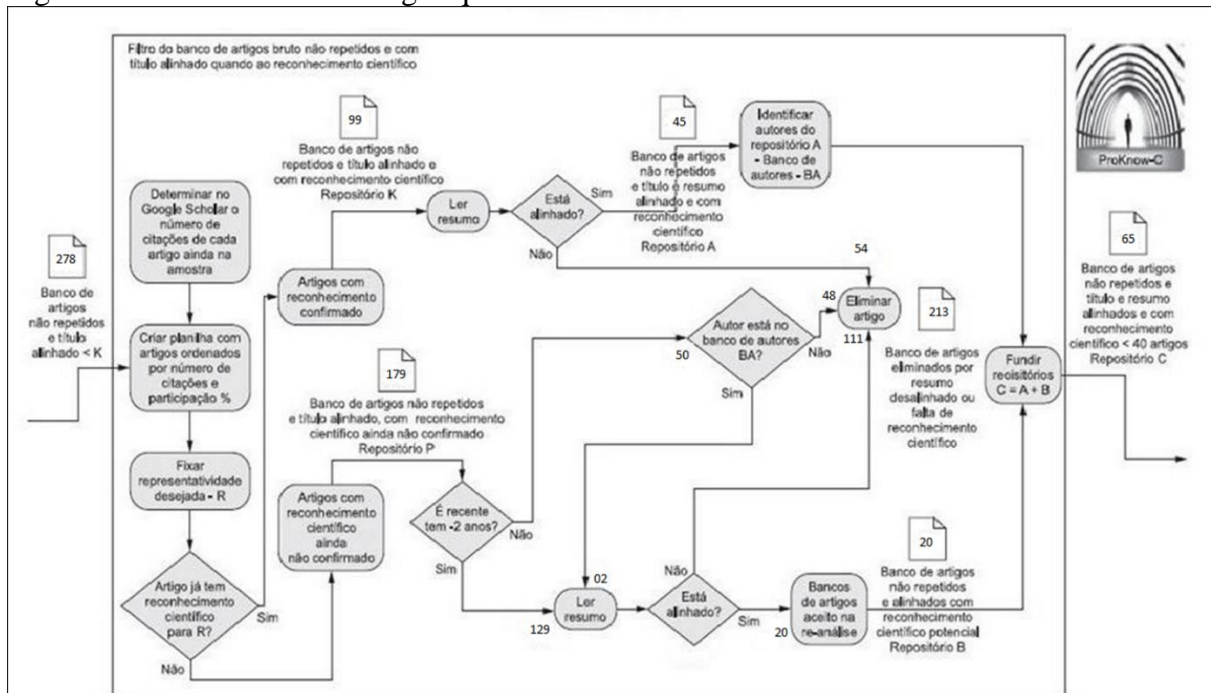 Filtro do banco de artigos bruto não repetidos e com
título alinhado quando ao reconhecimento científico
278
Banco de
artigos
não repetidos
e título
alinhado < K
Determinar no
Google Scholar o
número de
citações de cada
artigo ainda na
amostra
Criar planilha com
artigos ordenados
por número de
citações e
participação %
Fixar
representatividade
desejada - R
Artigo já tem
reconhecimento
científico
para R?
Sim
Não
99
Banco de artigos não
repetidos e título alinhado e
com reconhecimento científico
Repositório K
Artigos com
reconhecimento
confirmado
Ler
resumo
Está
alinhado?
Sim
Não
45
Banco de artigos
não repetidos
e título e resumo
alinhado e com
reconhecimento
científico
Repositório A
Identificar
autores do
repositório A
- Banco de
autores - BA
179
Banco de artigos não repetidos
e título alinhado, com reconhecimento
científico ainda não confirmado
Repositório P
Artigos com
reconhecimento
científico
ainda
não confirmado
É recente
tem -2 anos?
Não
Sim
50
Autor está no
banco de autores
BA?
Não
Sim
54
48
Eliminar
artigo
111
213
Banco de artigos
eliminados por
resumo
desalinhado ou
falta de
reconhecimento
científico
02
129
Ler
resumo
Está
alinhado?
Não
Sim
20
Bancos
de artigos
aceito na
re-análise
20
Banco de artigos
não repetidos
e alinhados com
reconhecimento
científico potencial
Repositório B
Fundir
reoisitórios
C = A + B
ProKnow-C
65
Banco de artigos
não repetidos e
título e resumo
alinhados e com
reconhecimento
científico < 40 artigos
Repositório C